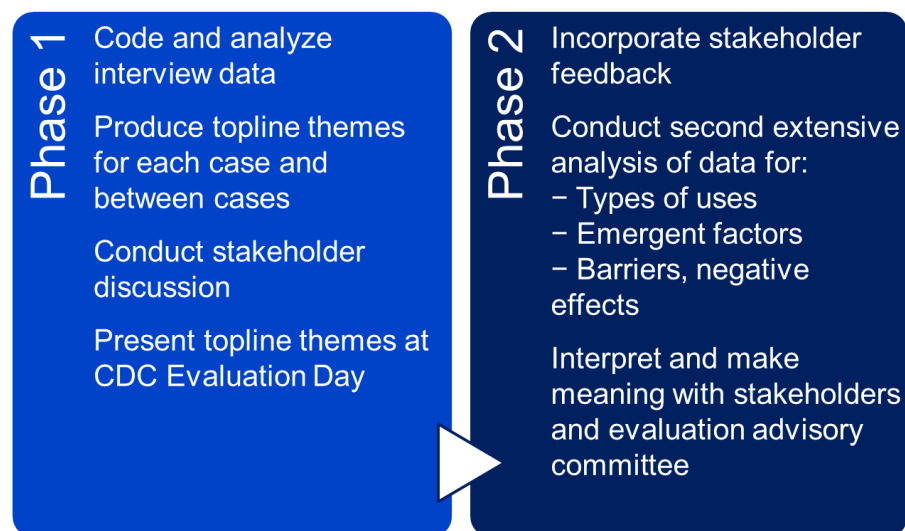 Phase 1
Code and analyze
interview data
Produce topline themes
for each case and
between cases
Conduct stakeholder
discussion
Present topline themes at
CDC Evaluation Day
Phase 2
Incorporate stakeholder
feedback
Conduct second extensive
analysis of data for:
− Types of uses
− Emergent factors
− Barriers, negative
effects
Interpret and make
meaning with stakeholders
and evaluation advisory
committee